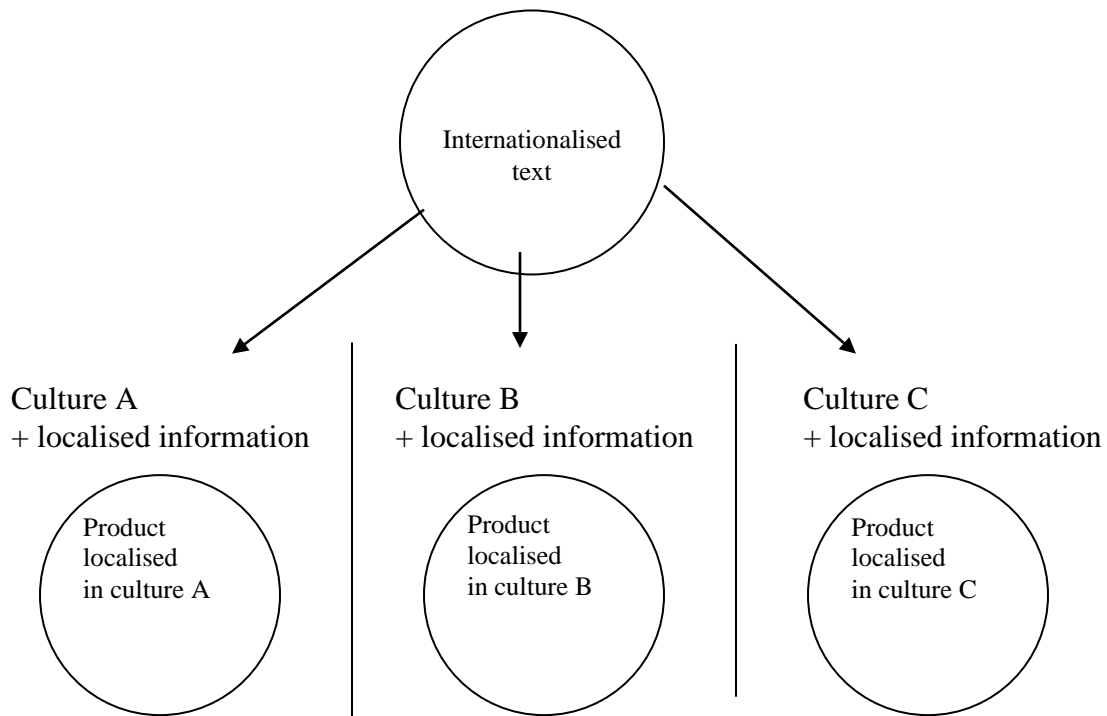 Internationalised
text
Culture A
+ localised information
Culture B
+ localised information
Culture C
+ localised information
Product
localised
in culture A
Product
localised
in culture B
Product
localised
in culture C